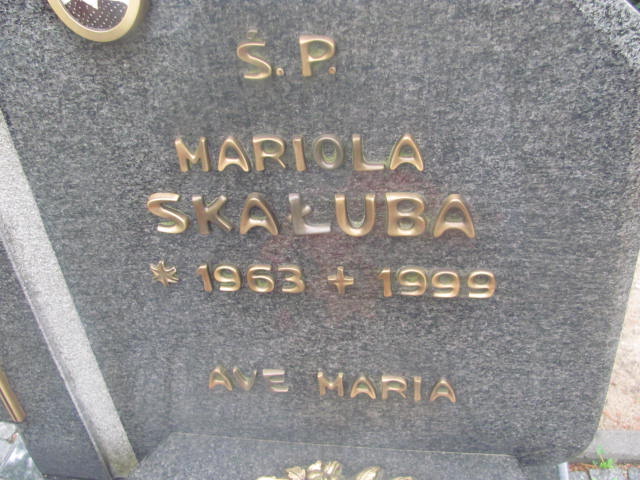 Ś.P.
MARIOLA
SKAŁUBA
* 1963 + 1999
AVE MARIA